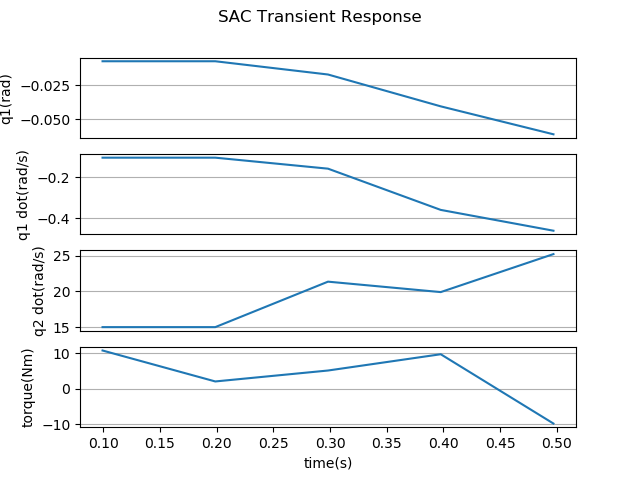 SAC Transient Response
q1(rad)
−0.025
−0.050
q1 dot(rad/s)
−0.2
−0.4
q2 dot(rad/s)
25
20
15
torque(Nm)
10
0
−10
0.10 0.15 0.20 0.25 0.30 0.35 0.40 0.45 0.50
time(s)